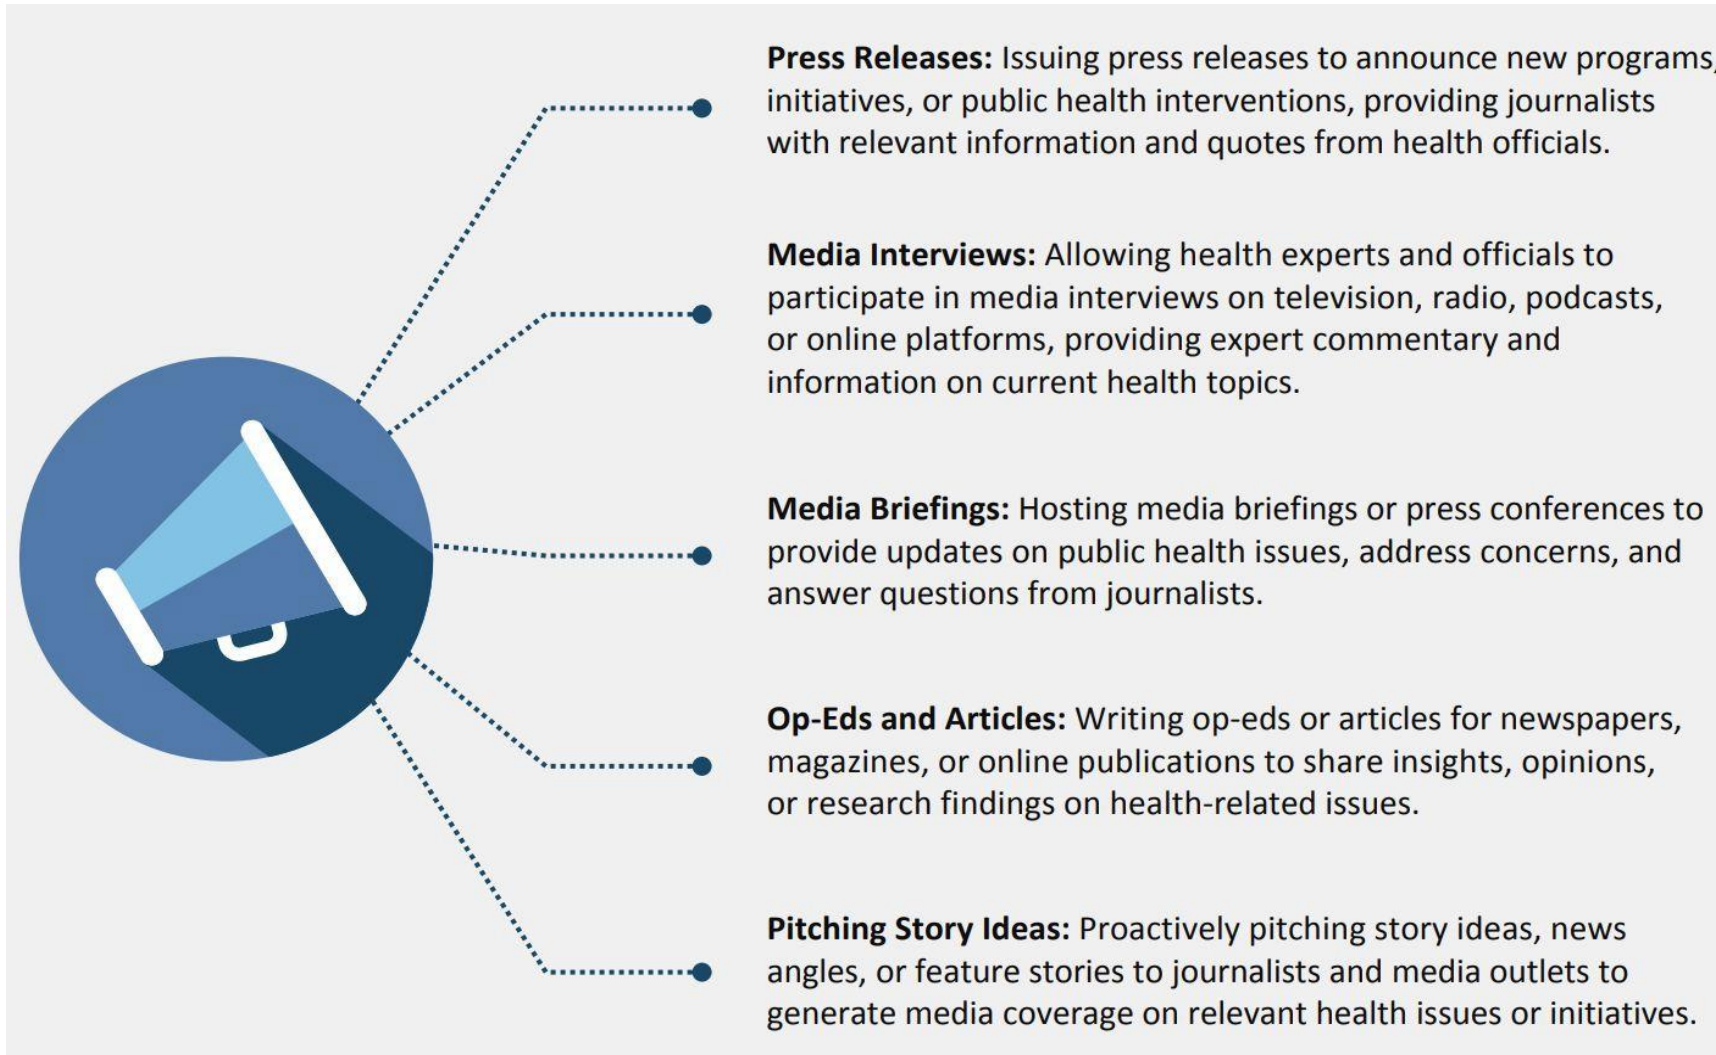 Press Releases: Issuing press releases to announce new programs,
initiatives, or public health interventions, providing journalists
with relevant information and quotes from health officials.
Media Interviews: Allowing health experts and officials to
participate in media interviews on television, radio, podcasts,
or online platforms, providing expert commentary and
information on current health topics.
Media Briefings: Hosting media briefings or press conferences to
provide updates on public health issues, address concerns, and
answer questions from journalists.
Op-Eds and Articles: Writing op-eds or articles for newspapers,
magazines, or online publications to share insights, opinions,
or research findings on health-related issues.
Pitching Story Ideas: Proactively pitching story ideas, news
angles, or feature stories to journalists and media outlets to
generate media coverage on relevant health issues or initiatives.